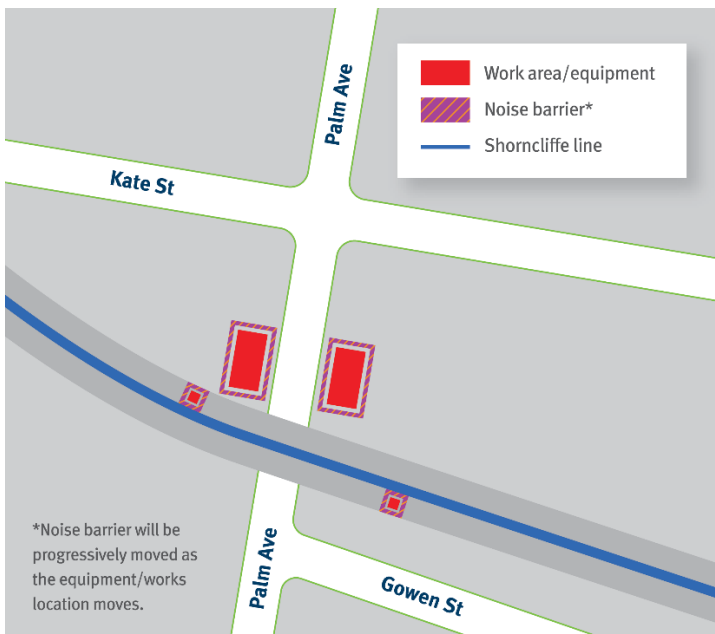 Palm Ave
Work area/equipment
Noise barrier*
Shorncliffe line
Kate St
*Noise barrier will be
progressively moved as
the equipment/works
location moves.
Palm Ave
Gowen St